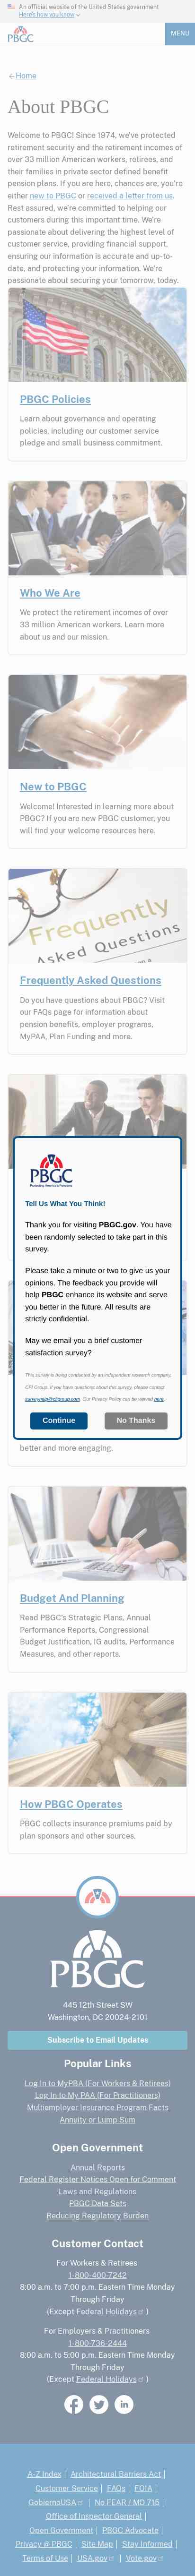 An official website of the United States government
Here's how you know
PBGC
MENU
Home
About PBGC
Welcome to PBGC! Since 1974, we've protected
retirement security and the retirement incomes of
over 33 million American workers, retirees, and
their families in private sector defined benefit
pension plans. If you are here, chances are, you're
either new to PBGC or received a letter from us.
Rest assured, we're committed to helping
customers during this important time. We're
passionate about delivering the highest level of
customer service, providing financial support,
ensuring our information is accurate and up-to-
date, and protecting your information. We're
passionate about serving your security today.
PBGC Policies
Learn about governance and operating
policies, including our customer service
pledge and small business commitment.
Who We Are
We protect the retirement incomes of over
33 million American workers. Learn more
about us and our mission.
New to PBGC
Welcome! Interested in learning more about
PBGC? If you are new PBGC customer, you
will find welcome resources here.
Frequently
Asked
Questions
Frequently Asked Questions
Do you have questions about PBGC? Visit
our FAQs page for information about
pension benefits, employer programs,
MyPAA, Plan Funding and more.
PBGC
Protecting America's Pensions
Tell Us What You Think!
Thank you for visiting PBGC.gov. You have
been randomly selected to take part in this
survey.
Please take a minute or two to give us your
opinions. The feedback you provide will
help PBGC enhance its website and serve
you better in the future. All results are
strictly confidential.
May we email you a brief customer
satisfaction survey?
This survey is being conducted by an independent research company,
CFI Group. If you have questions about this survey, please contact
surveyhelp@cfigroup.com. Our Privacy Policy can be viewed here.
Continue
No Thanks
better and more engaging.
Budget And Planning
Read PBGC's Strategic Plans, Annual
Performance Reports, Congressional
Budget Justification, IG audits, Performance
Measures, and other reports.
How PBGC Operates
PBGC collects insurance premiums paid by
plan sponsors and other sources.
PBGC
445 12th Street SW
Washington, DC 20024-2101
Subscribe to Email Updates
Popular Links
Log In to MyPBA (For Workers & Retirees)
Log In to My PAA (For Practitioners)
Multiemployer Insurance Program Facts
Annuity or Lump Sum
Open Government
Annual Reports
Federal Register Notices Open for Comment
Laws and Regulations
PBGC Data Sets
Reducing Regulatory Burden
Customer Contact
For Workers & Retirees
1-800-400-7242
8:00 a.m. to 7:00 p.m. Eastern Time Monday
Through Friday
(Except Federal Holidays )
For Employers & Practitioners
1-800-736-2444
8:00 a.m. to 5:00 p.m. Eastern Time Monday
Through Friday
(Except Federal Holidays )
A-Z Index | Architectural Barriers Act |
Customer Service | FAQs | FOIA |
GobiernoUSA | No FEAR / MD 715 |
Office of Inspector General |
Open Government | PBGC Advocate |
Privacy @ PBGC | Site Map | Stay Informed |
Terms of Use | USA.gov | Vote.gov